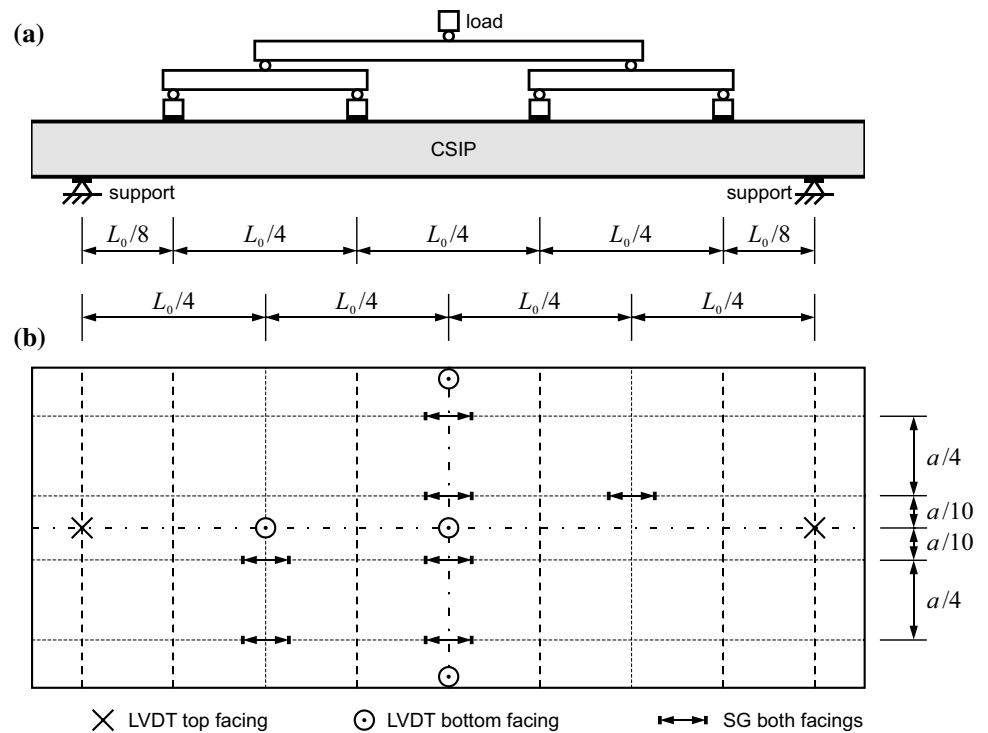 (a)
load
CSIP
support
support
L₀/8
L₀/4
L₀/4
L₀/4
L₀/8
L₀/4
L₀/4
L₀/4
L₀/4
(b)
a/4
a/10
a/10
a/4
LVDT top facing
LVDT bottom facing
SG both facings